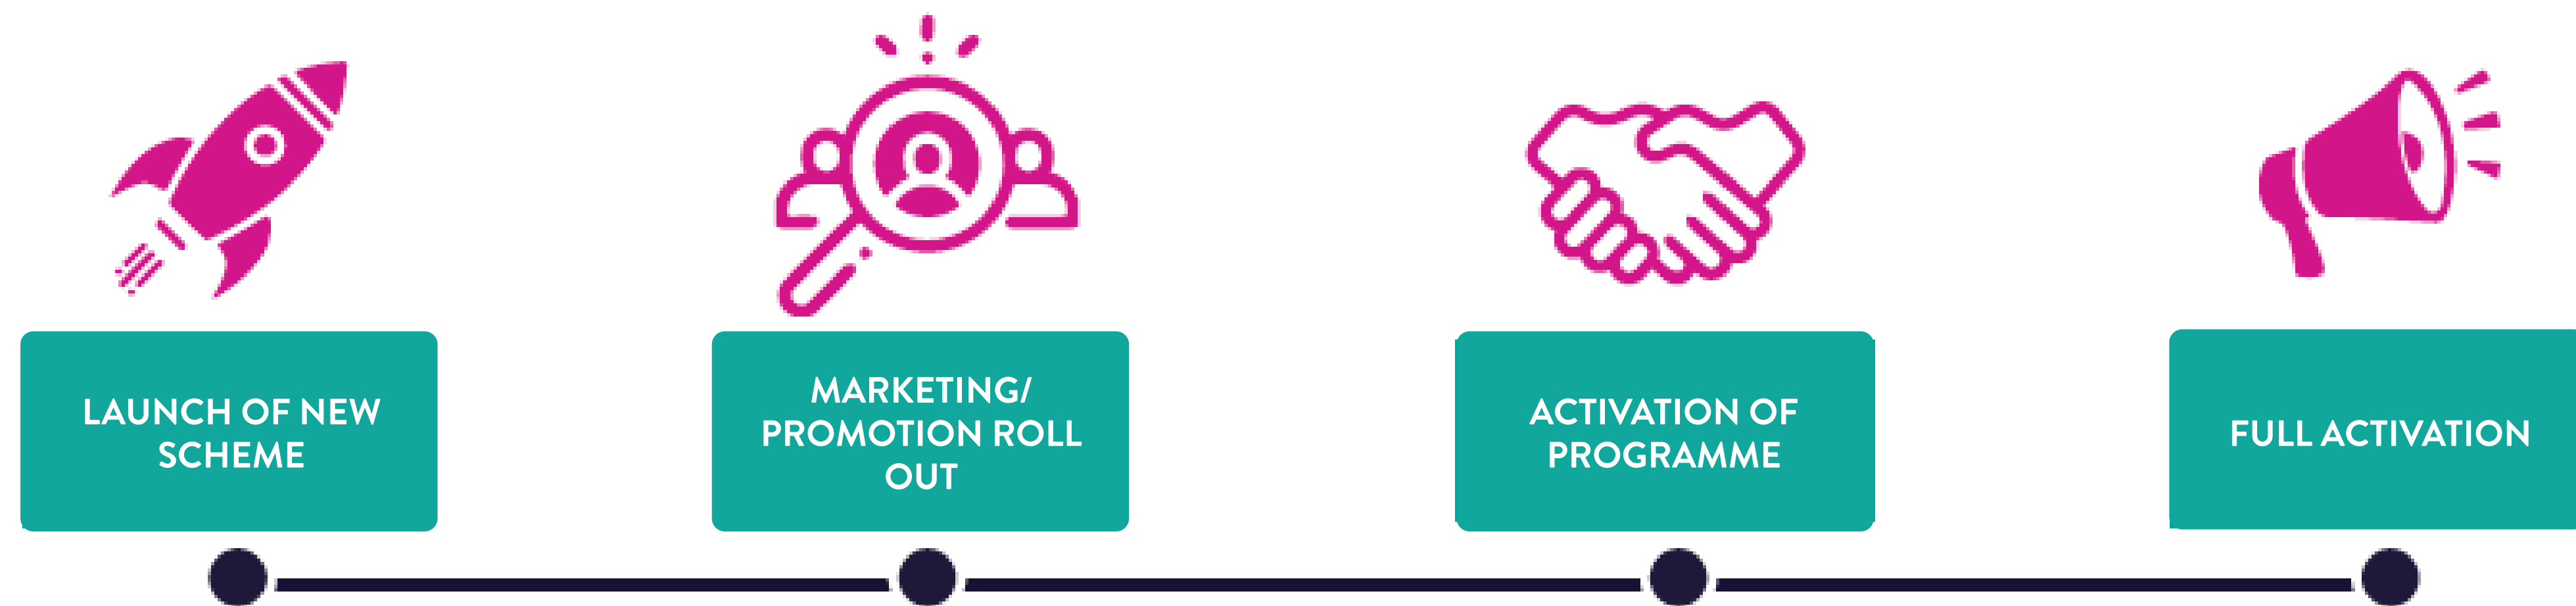 LAUNCH OF NEW
SCHEME
MARKETING/
PROMOTION ROLL
OUT
ACTIVATION OF
PROGRAMME
FULL ACTIVATION